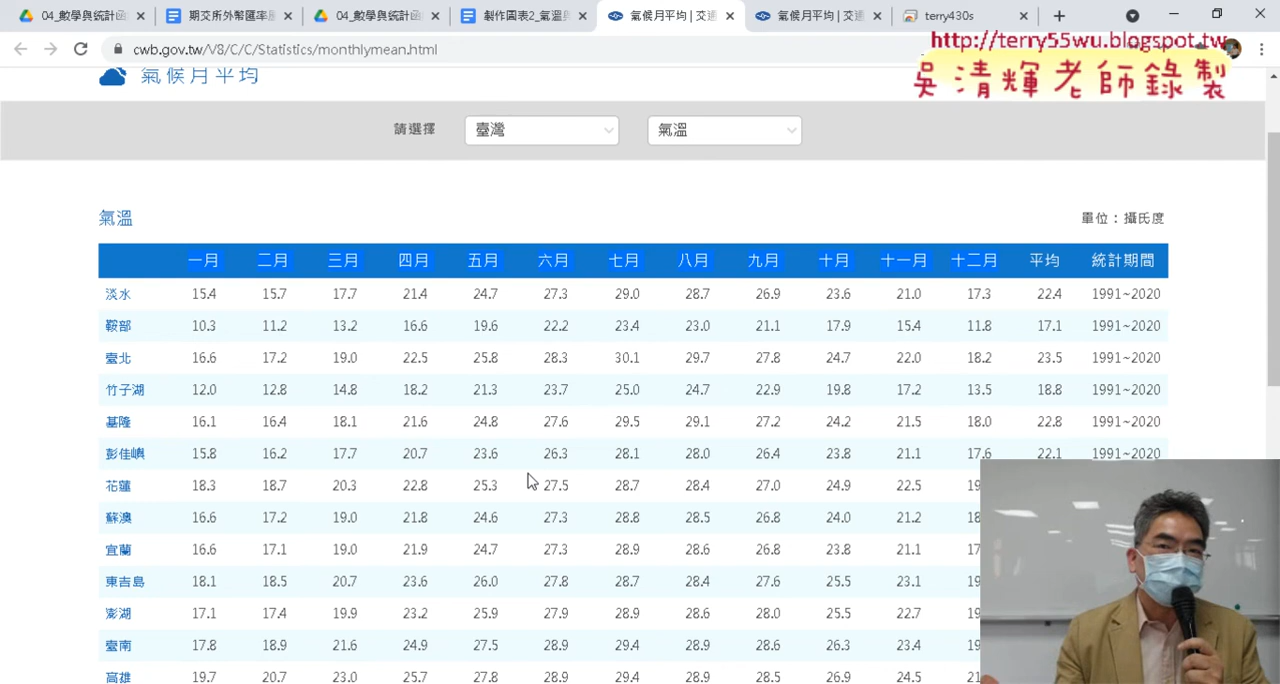 04_數學與統計函 期交所外幣匯率歷 04_數學與統計函 製作圖表2_氣溫與 氣候月平均 | 交通 氣候月平均 | 交通 terry430s
cwb.gov.tw/V8/C/C/Statistics/monthlymean.html
http://terry55wu.blogspot.tw
吳清輝老師錄製
氣候月平均
請選擇 臺灣 氣溫
氣溫 單位：攝氏度
一月 二月 三月 四月 五月 六月 七月 八月 九月 十月 十一月 十二月 平均 統計期間
淡水 15.4 15.7 17.7 21.4 24.7 27.3 29.0 28.7 26.9 23.6 21.0 17.3 22.4 1991~2020
鞍部 10.3 11.2 13.2 16.6 19.6 22.2 23.4 23.0 21.1 17.9 15.4 11.8 17.1 1991~2020
臺北 16.6 17.2 19.0 22.5 25.8 28.3 30.1 29.7 27.8 24.7 22.0 18.2 23.5 1991~2020
竹子湖 12.0 12.8 14.8 18.2 21.3 23.7 25.0 24.7 22.9 19.8 17.2 13.5 18.8 1991~2020
基隆 16.1 16.4 18.1 21.6 24.8 27.6 29.5 29.1 27.2 24.2 21.5 18.0 22.8 1991~2020
彭佳嶼 15.8 16.2 17.7 20.7 23.6 26.3 28.1 28.0 26.4 23.8 21.1 17.6 22.1 1991~2020
花蓮 18.3 18.7 20.3 22.8 25.3 27.5 28.7 28.4 27.0 24.9 22.5 19
蘇澳 16.6 17.2 19.0 21.8 24.6 27.3 28.8 28.5 26.8 24.0 21.2 18
宜蘭 16.6 17.1 19.0 21.9 24.7 27.3 28.9 28.6 26.8 23.8 21.1 17
東吉島 18.1 18.5 20.7 23.6 26.0 27.8 28.7 28.4 27.6 25.5 23.1 19
澎湖 17.1 17.4 19.9 23.2 25.9 27.9 28.9 28.6 28.0 25.5 22.7 19
臺南 17.8 18.9 21.6 24.9 27.5 28.9 29.4 28.9 28.6 26.3 23.4 19
高雄 19.7 20.7 23.0 25.7 27.8 28.9 29.4 28.9 28.5 26.9 24.5 21